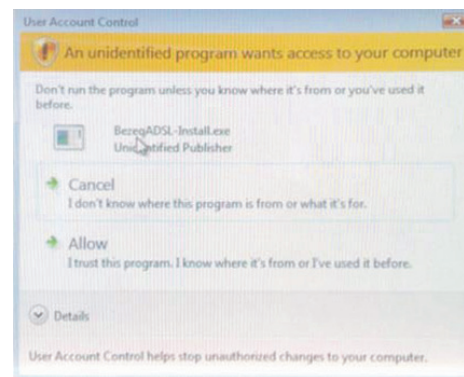 User Account Control
An unidentified program wants access to your computer
Don't run the program unless you know where it's from or you've used it
before.
BezeqADSL-Install.exe
Unidentified Publisher
Cancel
I don't know where this program is from or what it's for.
Allow
I trust this program. I know where it's from or I've used it before.
Details
User Account Control helps stop unauthorized changes to your computer.